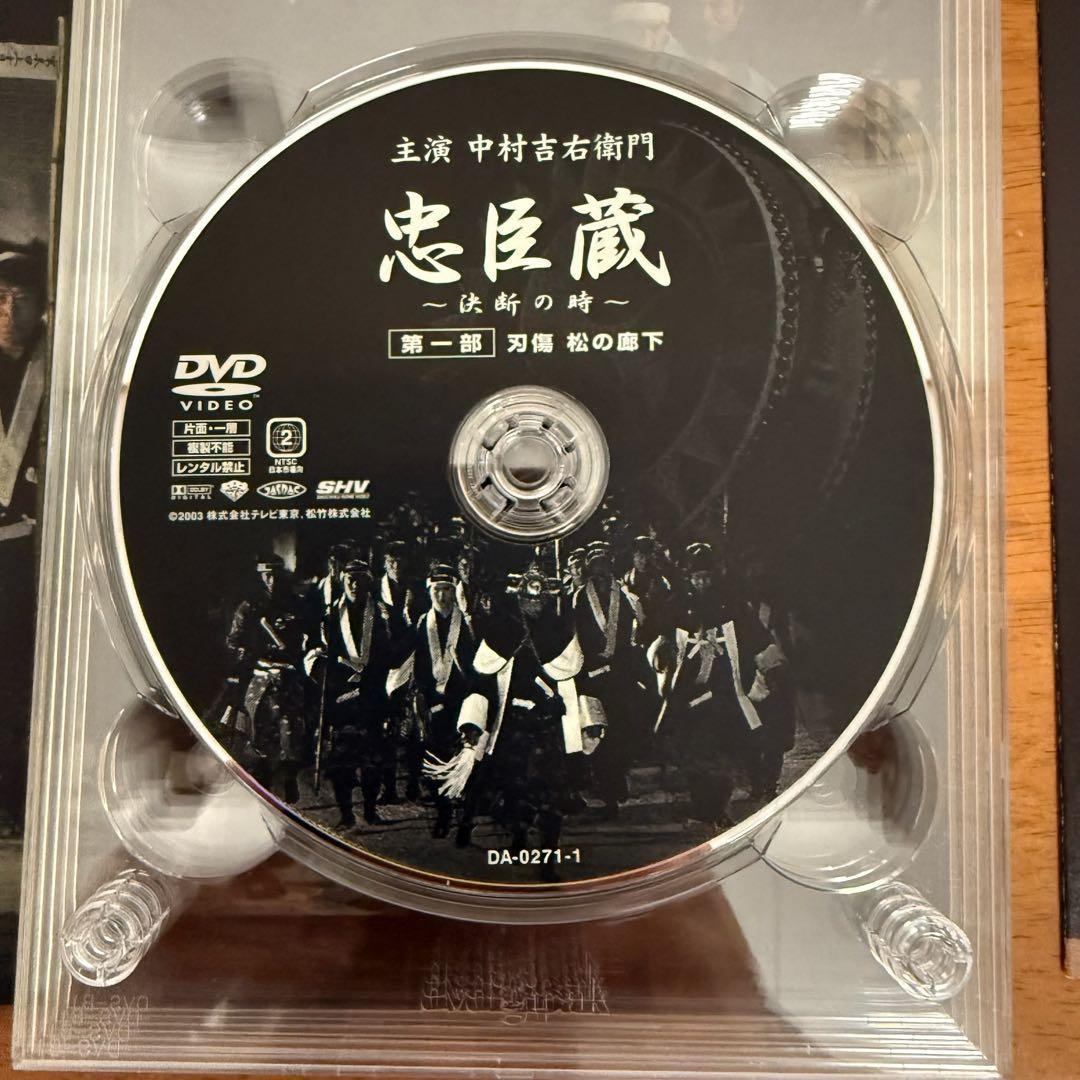 主演 中村吉右衛門
忠臣蔵
～決断の時～
第一部 刃傷 松の廊下
DVD
VIDEO
片面・一層
複製不能
レンタル禁止
2
NTSC
日本市場向
DOLBY
DIGITAL
SHV
©2003 株式会社テレビ東京、松竹株式会社
DA-0271-1